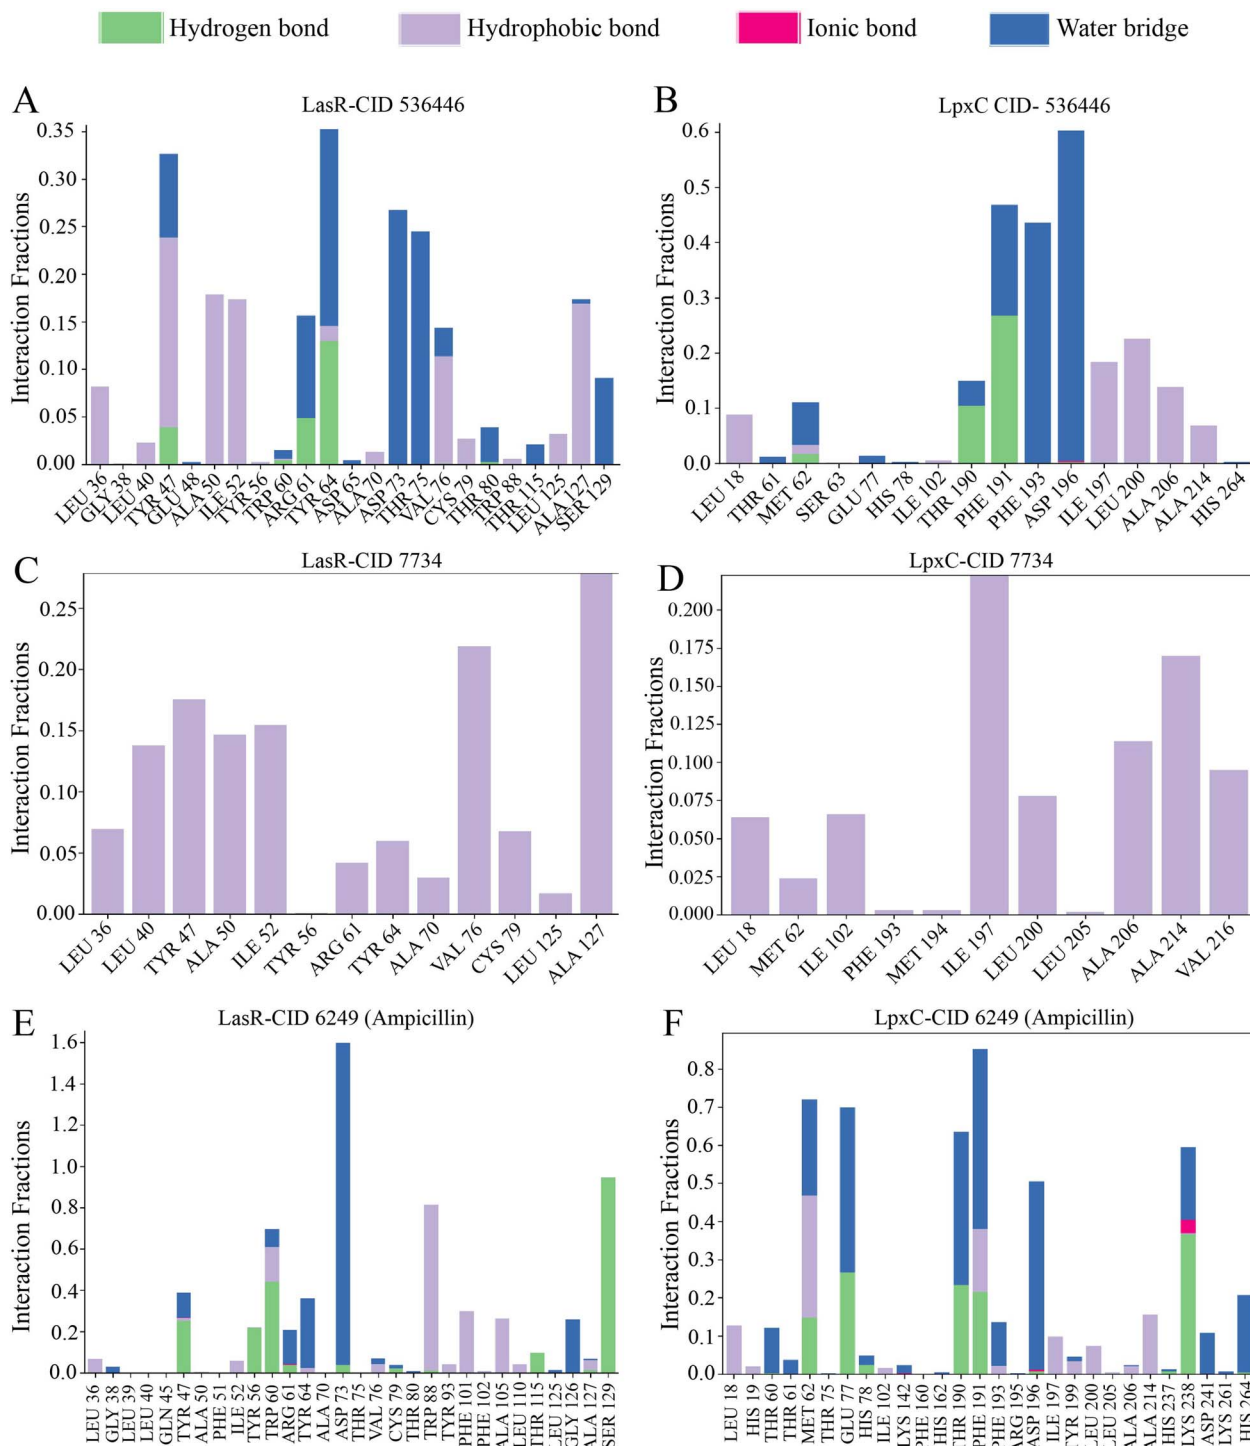 Hydrogen bond
Hydrophobic bond
Ionic bond
Water bridge
A
LasR-CID 536446
Interaction Fractions
0.35
0.30
0.25
0.20
0.15
0.10
0.05
0.00
LEU 36
GLY 38
LEU 40
TYR 47
GLU 48
ALA 50
ILE 52
TYR 56
TRP 60
ARG 61
TYR 64
ASP 65
ALA 70
ASP 73
THR 75
VAL 76
CYS 79
THR 80
TRP 88
THR 115
LEU 125
ALA 127
SER 129
B
LpxC CID- 536446
Interaction Fractions
0.6
0.5
0.4
0.3
0.2
0.1
0.0
LEU 18
THR 61
MET 62
SER 63
GLU 77
HIS 78
ILE 102
THR 190
PHE 191
PHE 193
ASP 196
ILE 197
LEU 200
ALA 206
ALA 214
HIS 264
C
LasR-CID 7734
Interaction Fractions
0.25
0.20
0.15
0.10
0.05
0.00
LEU 36
LEU 40
TYR 47
ALA 50
ILE 52
TYR 56
ARG 61
TYR 64
ALA 70
VAL 76
CYS 79
LEU 125
ALA 127
D
LpxC-CID 7734
Interaction Fractions
0.200
0.175
0.150
0.125
0.100
0.075
0.050
0.025
0.000
LEU 18
MET 62
ILE 102
PHE 193
MET 194
ILE 197
LEU 200
LEU 205
ALA 206
ALA 214
VAL 216
E
LasR-CID 6249 (Ampicillin)
Interaction Fractions
1.6
1.4
1.2
1.0
0.8
0.6
0.4
0.2
0.0
LEU 36
GLY 38
LEU 39
LEU 40
GLN 45
TYR 47
ALA 50
PHE 51
ILE 52
TYR 56
TRP 60
ARG 61
TYR 64
ALA 70
ASP 73
THR 75
VAL 76
CYS 79
THR 80
TRP 88
TYR 93
PHE 101
PHE 102
ALA 105
LEU 110
THR 115
LEU 125
GLY 126
ALA 127
SER 129
F
LpxC-CID 6249 (Ampicillin)
Interaction Fractions
0.8
0.7
0.6
0.5
0.4
0.3
0.2
0.1
0.0
LEU 18
HIS 19
THR 60
THR 61
MET 62
THR 75
GLU 77
HIS 78
ILE 102
LYS 142
PHE 160
HIS 162
THR 190
PHE 191
PHE 193
ARG 195
ASP 196
ILE 197
TYR 199
LEU 200
LEU 205
ALA 206
ALA 214
HIS 237
LYS 238
ASP 241
LYS 261
HIS 264